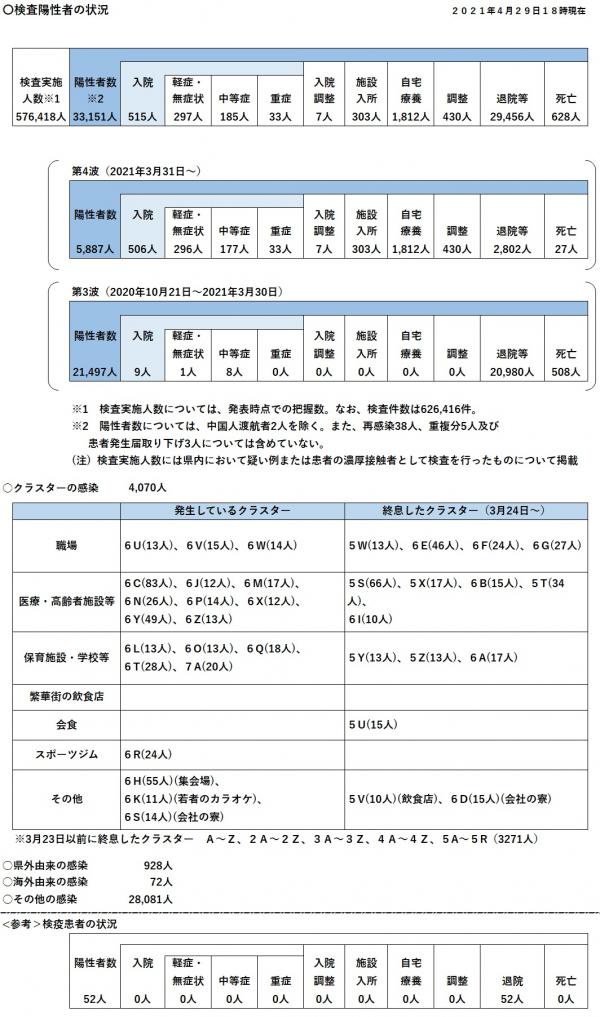 〇検査陽性者の状況
２０２１年４月２９日１８時現在
検査実施人数※1 陽性者数※2 入院 軽症・無症状 中等症 重症 入院調整 施設入所 自宅療養 調整 退院等 死亡
576,418人 33,151人 515人 297人 185人 33人 7人 303人 1,812人 430人 29,456人 628人
第4波（2021年3月31日～）
陽性者数 入院 軽症・無症状 中等症 重症 入院調整 施設入所 自宅療養 調整 退院等 死亡
5,887人 506人 296人 177人 33人 7人 303人 1,812人 430人 2,802人 27人
第3波（2020年10月21日～2021年3月30日）
陽性者数 入院 軽症・無症状 中等症 重症 入院調整 施設入所 自宅療養 調整 退院等 死亡
21,497人 9人 1人 8人 0人 0人 0人 0人 0人 20,980人 508人
※1 検査実施人数については、発表時点での把握数。なお、検査件数は626,416件。
※2 陽性者数については、中国人渡航者2人を除く。また、再感染38人、重複分5人及び
患者発生届取り下げ3人については含めていない。
(注）検査実施人数には県内において疑い例または患者の濃厚接触者として検査を行ったものについて掲載
○クラスターの感染 4,070人
発生しているクラスター 終息したクラスター（3月24日～）
職場 ６U(13人)、６V(15人)、６W(14人) ５W(13人)、６E(46人)、６F(24人)、６G(27人)
医療・高齢者施設等
６C(83人)、６J(12人)、６M(17人)、
６N(26人)、６P(14人)、６X(12人)、
６Y(49人)、６Z(13人)
５S(66人)、５X(17人)、６B(15人)、５T(34
人)、
６I(10人)
保育施設・学校等
６L(13人)、６O(13人)、６Q(18人)、
６T(28人)、７A(20人)
５Y(13人)、５Z(13人)、６A(17人)
繁華街の飲食店
会食 ５U(15人)
スポーツジム ６R(24人)
その他
６H(55人)(集会場)、
６K(11人)(若者のカラオケ)、
６S(14人)(会社の寮)
５V(10人)(飲食店)、６D(15人)(会社の寮)
※3月23日以前に終息したクラスター A～Z、２A～２Z、３A～３Z、４A～４Z、５A～５R（3271人）
○県外由来の感染 928人
○海外由来の感染 72人
○その他の感染 28,081人
<参考＞検疫患者の状況
陽性者数 入院 軽症・無症状 中等症 重症 入院調整 施設入所 自宅療養 調整 退院 死亡
52人 0人 0人 0人 0人 0人 0人 0人 0人 52人 0人